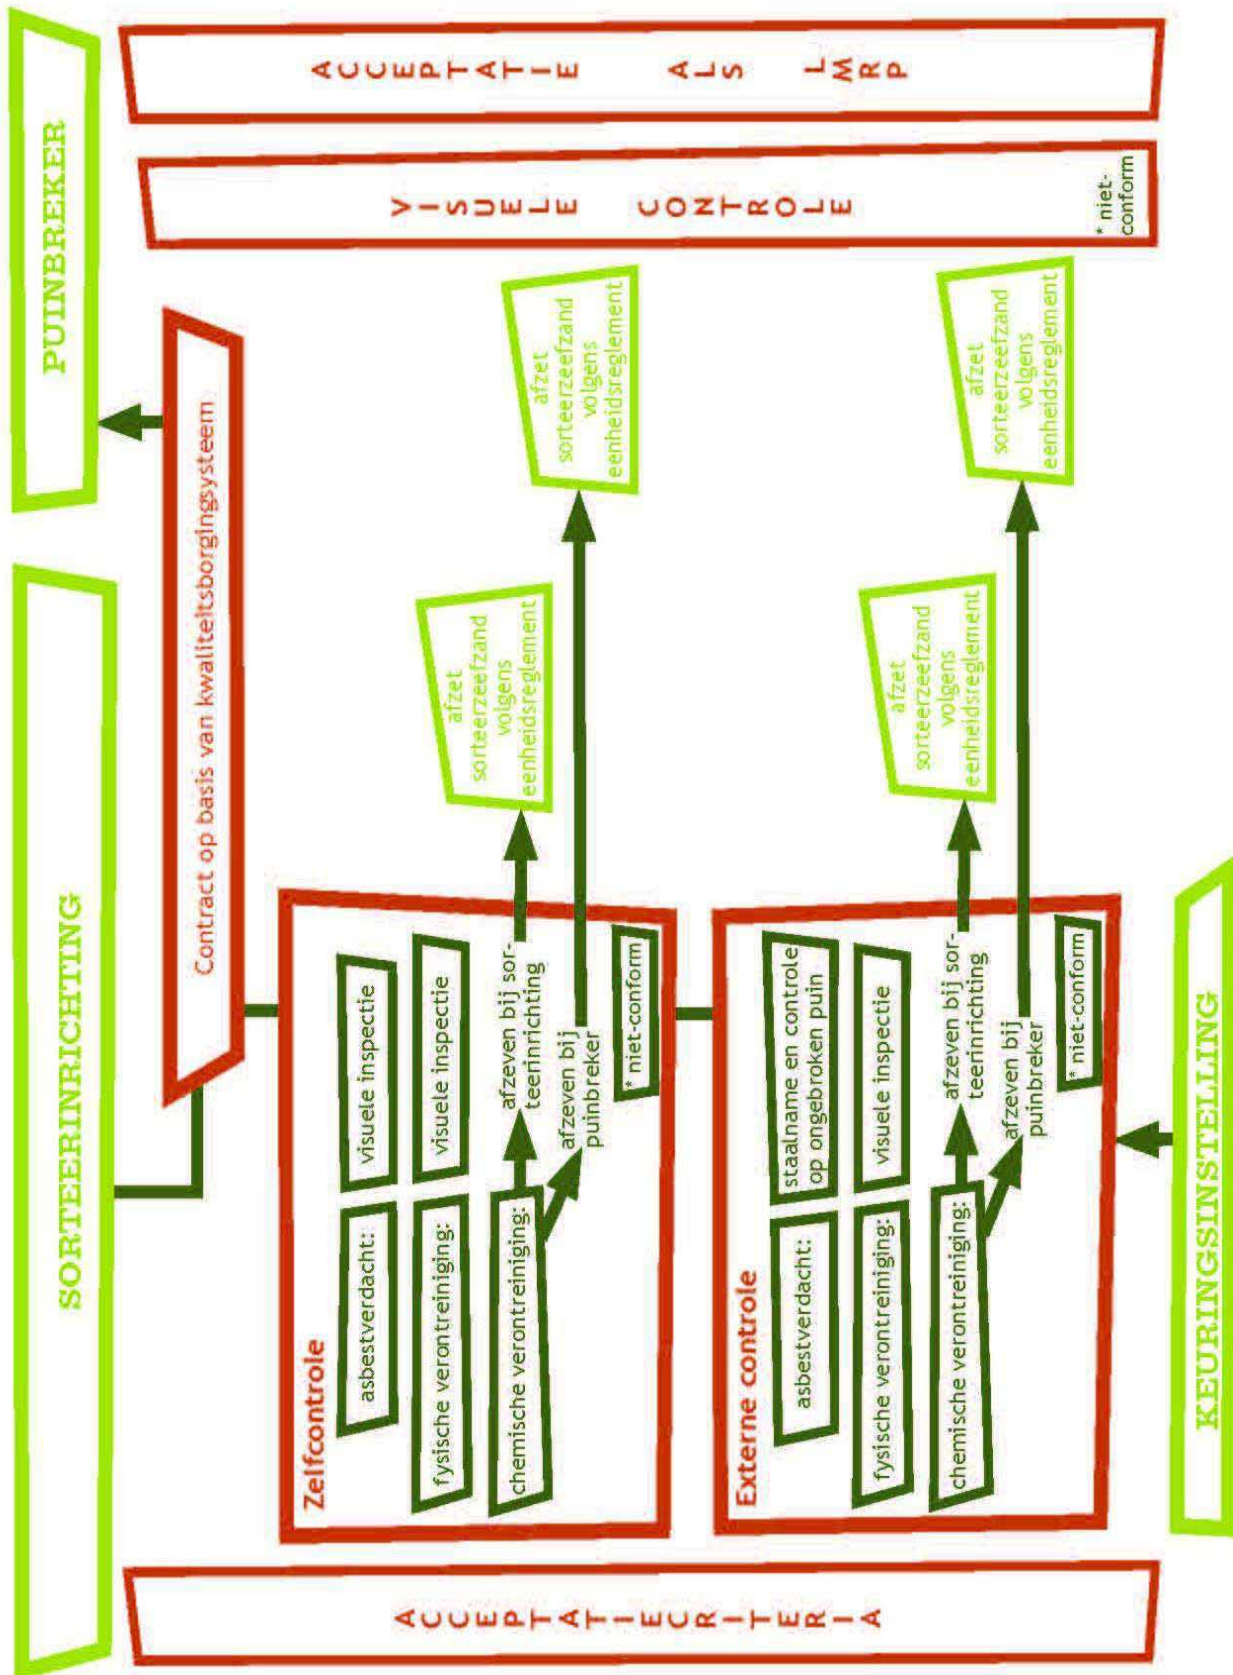 SORTEERINRICHTING
PUINBREKER
Contract op basis van kwaliteitsborgingsysteem
ACCEPTATIECRITERIA
Zelfcontrole
asbestverdacht:
visuele inspectie
fysische verontreiniging:
visuele inspectie
chemische verontreiniging:
afzeven bij sor-
teerinrichting
afzeven bij
puinbreker
* niet-conform
afzet
sorteerzeefzand
volgens
eenheidsreglement
afzet
sorteerzeefzand
volgens
eenheidsreglement
Externe controle
asbestverdacht:
staalname en controle
op ongebroken puin
fysische verontreiniging:
visuele inspectie
chemische verontreiniging:
afzeven bij sor-
teerinrichting
afzeven bij
puinbreker
* niet-conform
afzet
sorteerzeefzand
volgens
eenheidsreglement
afzet
sorteerzeefzand
volgens
eenheidsreglement
VISUELE CONTROLE
* niet-
conform
ACCEPTATIE ALS LMRP
KEURINGSINSTELLING